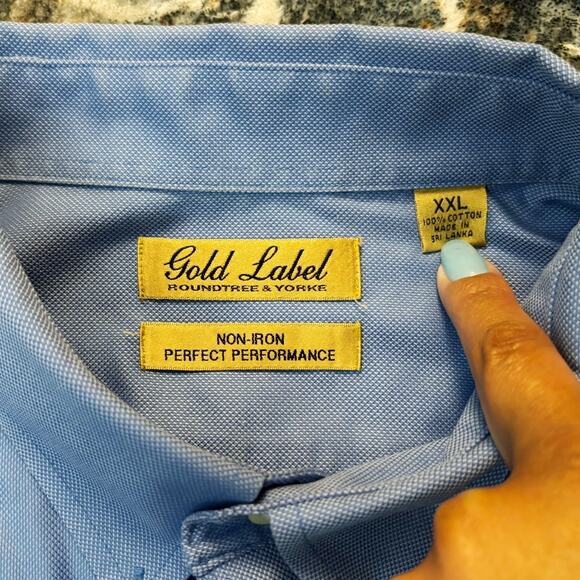 XXL
100% COTTON
MADE IN
SRI LANKA
Gold Label
ROUNDTREE & YORKE
NON-IRON
PERFECT PERFORMANCE